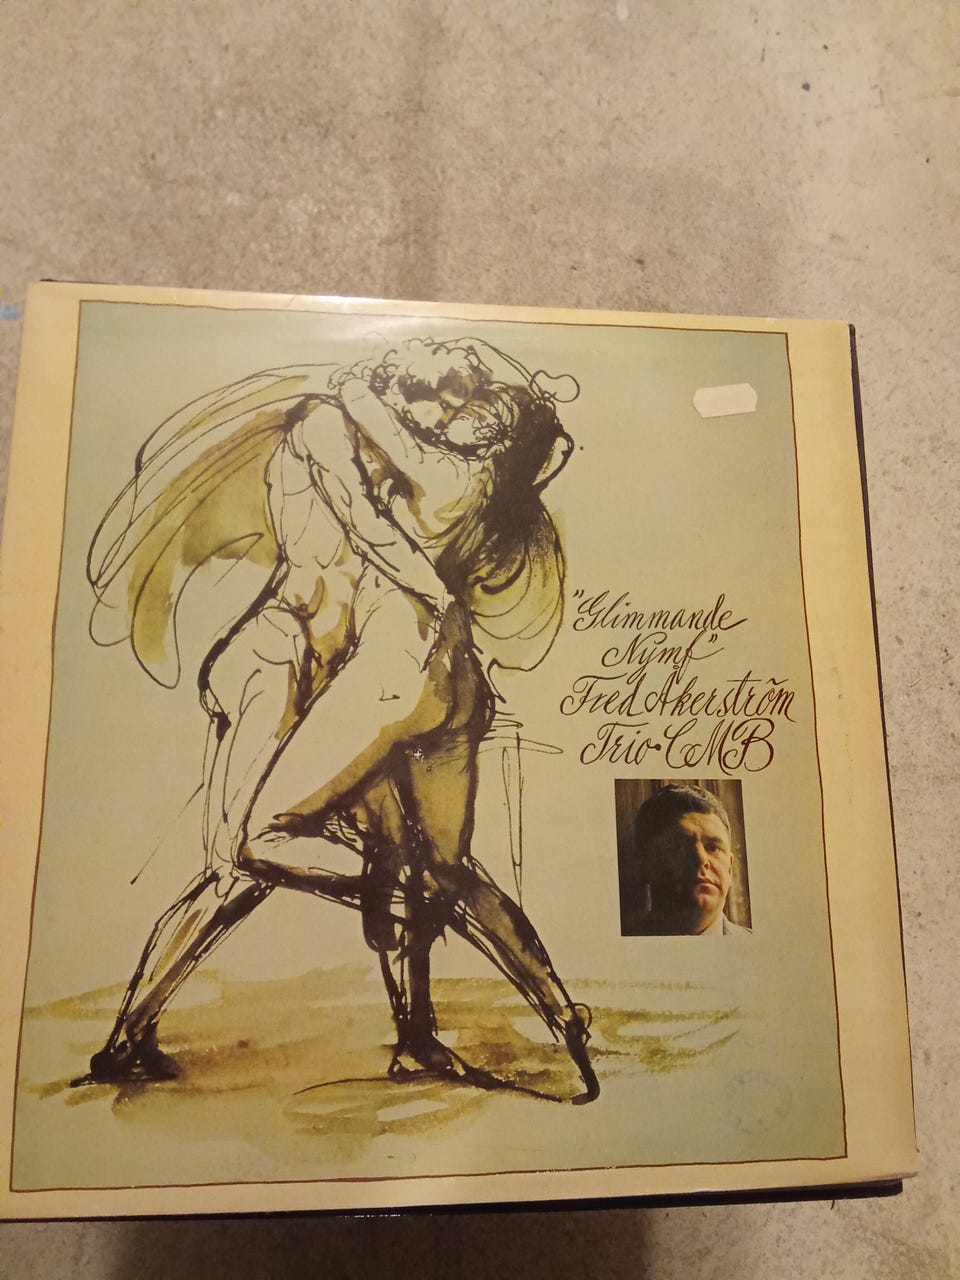 "Glimmande
Nymf"
Fred Åkerström
Trio·CMB